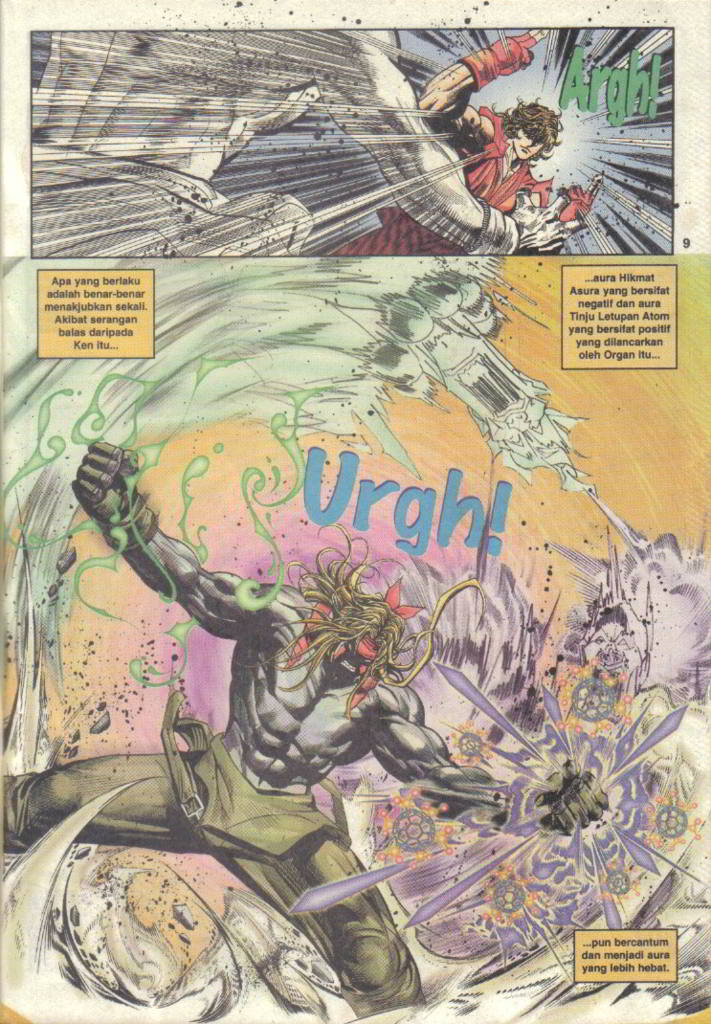 Argh!
9
Apa yang berlaku
adalah benar-benar
menakjubkan sekali.
Akibat serangan
balas daripada
Ken itu...
...aura Hikmat
Asura yang bersifat
negatif dan aura
Tinju Letupan Atom
yang bersifat positif
yang dilancarkan
oleh Organ itu...
Urgh!
...pun bercantum
dan menjadi aura
yang lebih hebat.